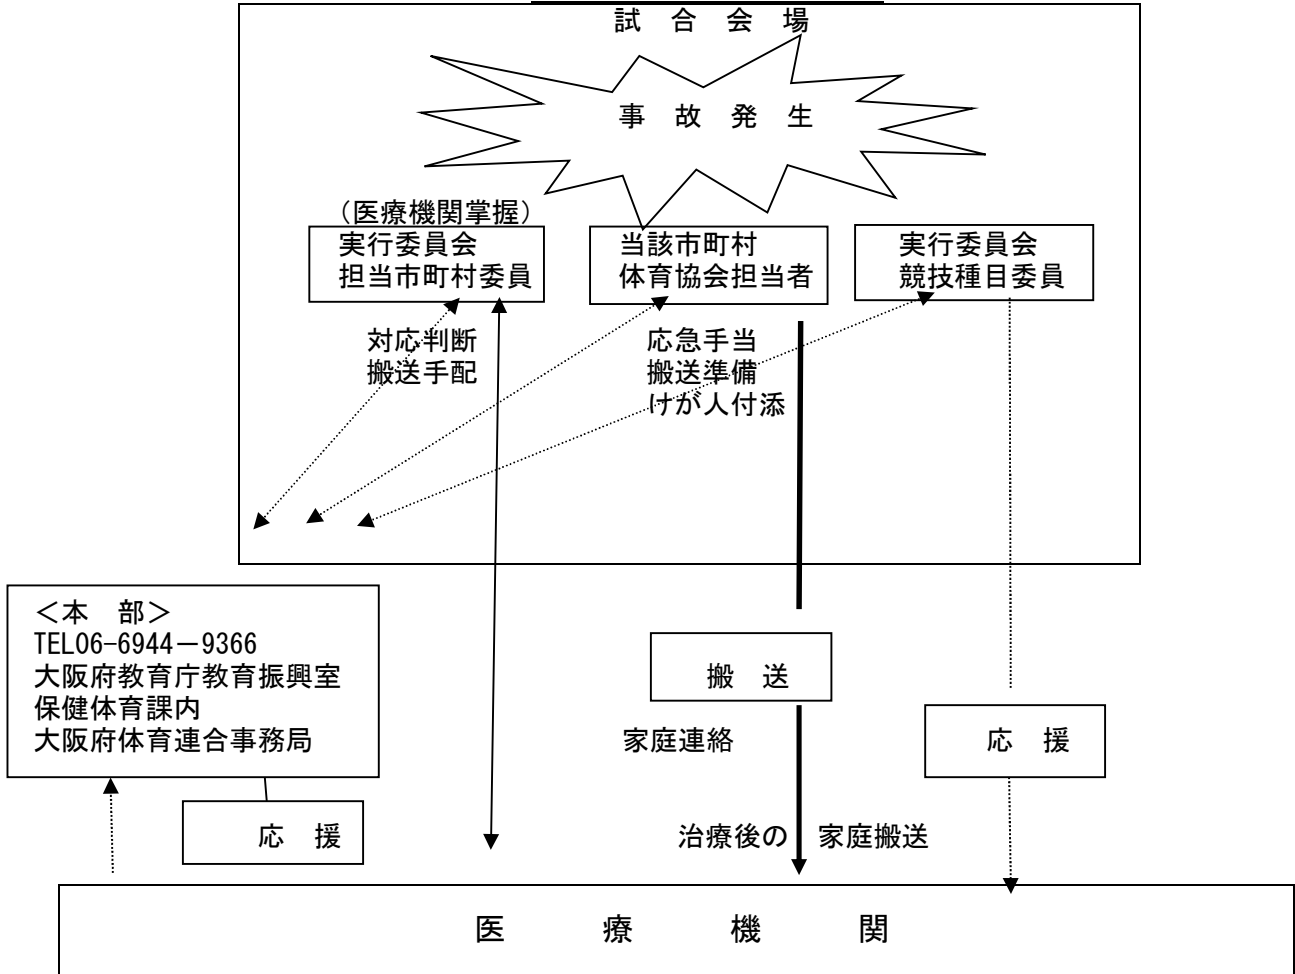 試　合　会　場
事　故　発　生
（医療機関掌握）
実行委員会
担当市町村委員
当該市町村
体育協会担当者
実行委員会
競技種目委員
対応判断
搬送手配
応急手当
搬送準備
けが人付添
＜本　部＞
TEL06-6944－9366
大阪府教育庁教育振興室
保健体育課内
大阪府体育連合事務局
搬　送
家庭連絡
応　援
応　援
治療後の　家庭搬送
医　療　機　関